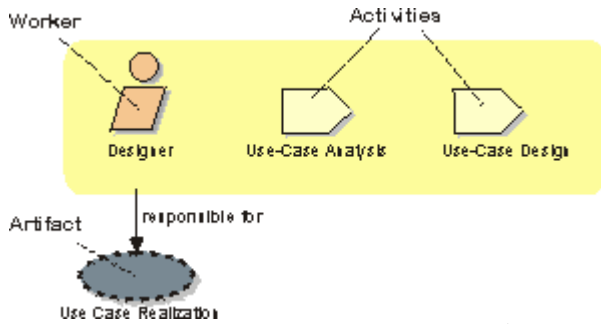 Worker
Activities
Designer
Use-Case Analysis
Use-Case Design
responsible for
Artifact
Use Case Realization